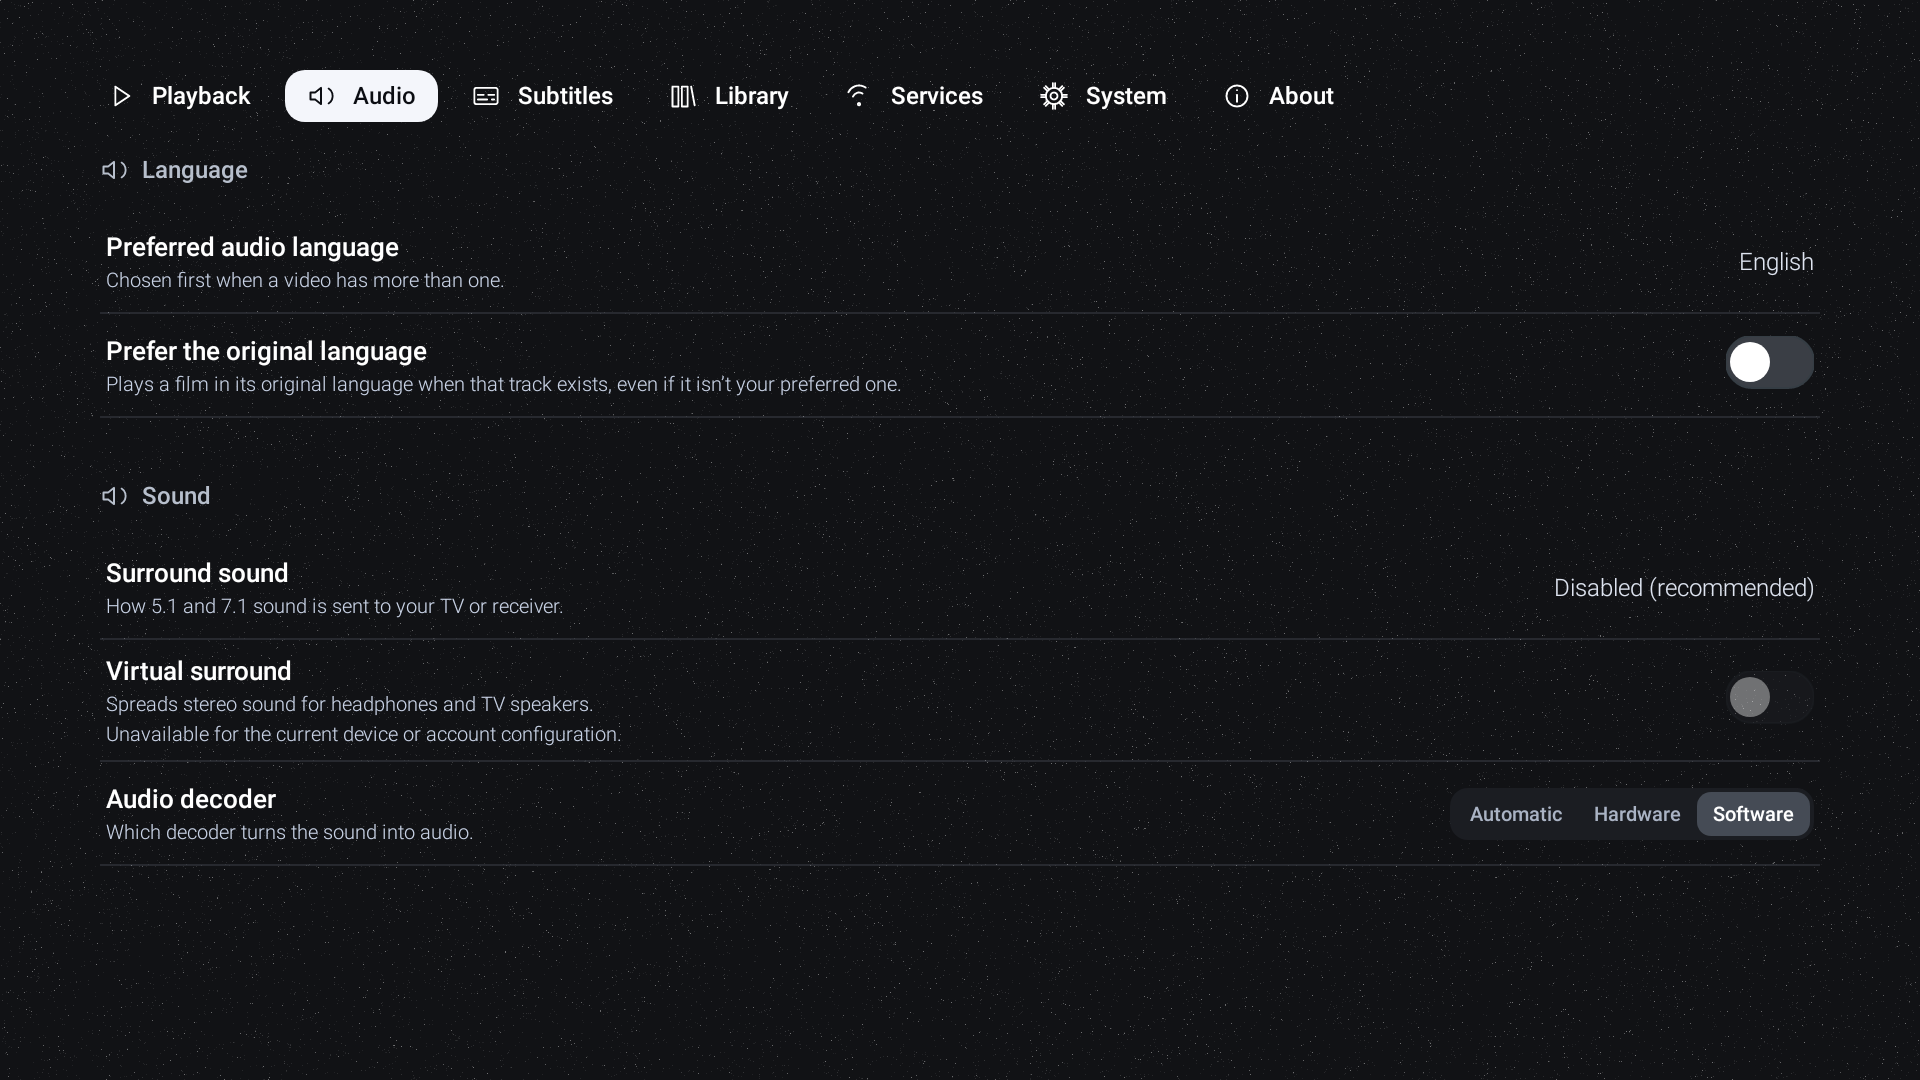 Playback Audio Subtitles Library Services System About
Language
Preferred audio language
Chosen first when a video has more than one.
English
Prefer the original language
Plays a film in its original language when that track exists, even if it isn’t your preferred one.
Sound
Surround sound
How 5.1 and 7.1 sound is sent to your TV or receiver.
Disabled (recommended)
Virtual surround
Spreads stereo sound for headphones and TV speakers.
Unavailable for the current device or account configuration.
Audio decoder
Which decoder turns the sound into audio.
Automatic Hardware Software